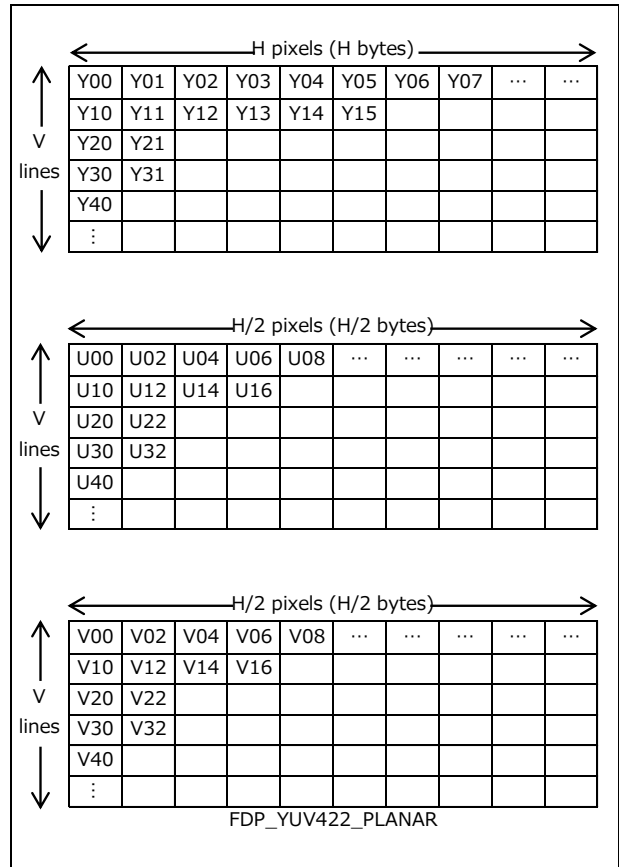 H pixels (H bytes)
Y00 Y01 Y02 Y03 Y04 Y05 Y06 Y07 … …
Y10 Y11 Y12 Y13 Y14 Y15
V
lines
Y20 Y21
Y30 Y31
Y40
⋮
H/2 pixels (H/2 bytes)
U00 U02 U04 U06 U08 … … … … …
U10 U12 U14 U16
V
lines
U20 U22
U30 U32
U40
⋮
H/2 pixels (H/2 bytes)
V00 V02 V04 V06 V08 … … … … …
V10 V12 V14 V16
V
lines
V20 V22
V30 V32
V40
⋮
FDP_YUV422_PLANAR